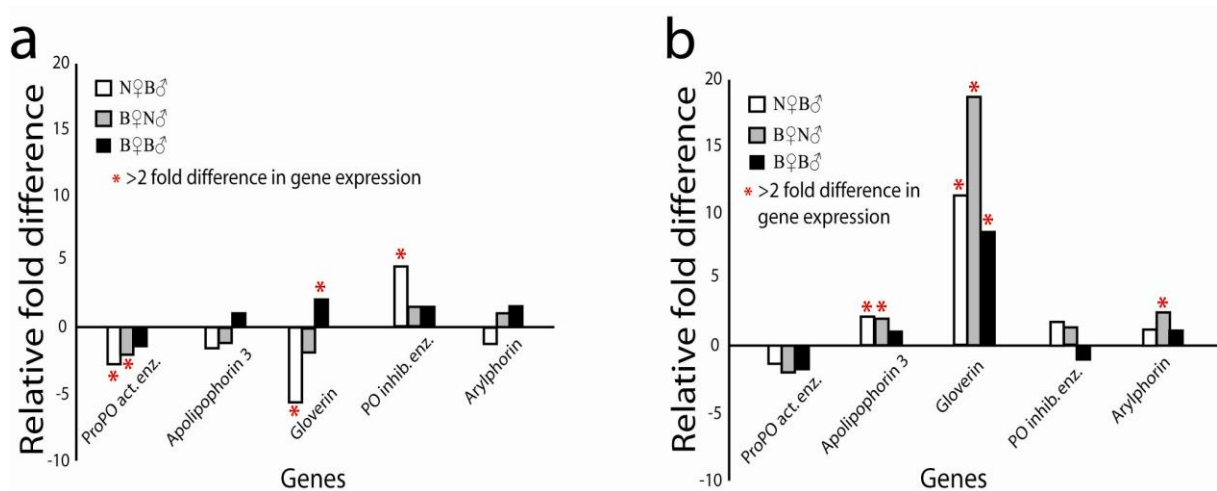 a
Relative fold difference
20
15
10
5
0
-5
-10
N♀B♂
B♀N♂
B♀B♂
* >2 fold difference in gene expression
*
*
*
*
*
ProPO act. enz.
Apolipophorin 3
Gloverin
PO inhib. enz.
Arylphorin
Genes
b
Relative fold difference
20
15
10
5
0
-5
-10
N♀B♂
B♀N♂
B♀B♂
* >2 fold difference in
gene expression
* *
*
*
*
*
ProPO act. enz.
Apolipophorin 3
Gloverin
PO inhib. enz.
Arylphorin
Genes